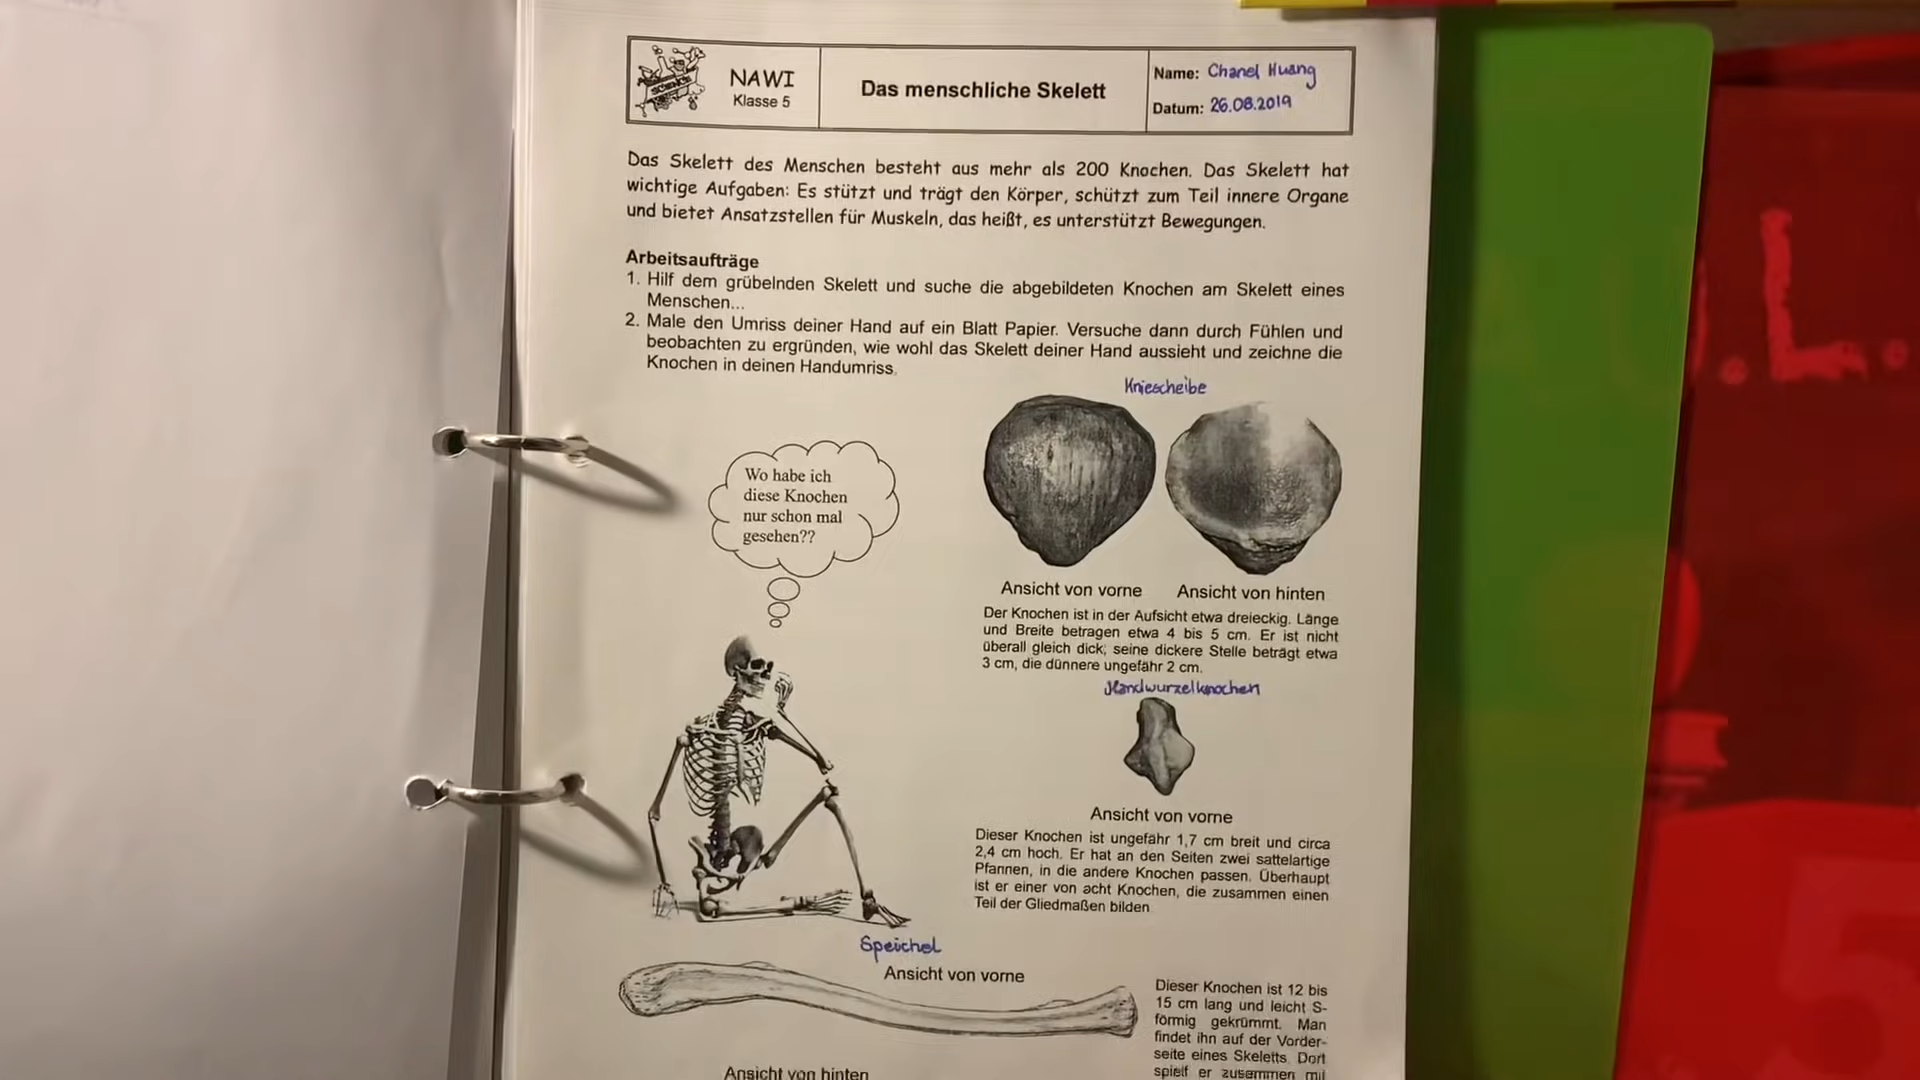 NAWI
Klasse 5
Das menschliche Skelett
Name: Chanel Huang
Datum: 26.08.2019
Das Skelett des Menschen besteht aus mehr als 200 Knochen. Das Skelett hat
wichtige Aufgaben: Es stützt und trägt den Körper, schützt zum Teil innere Organe
und bietet Ansatzstellen für Muskeln, das heißt, es unterstützt Bewegungen.
Arbeitsaufträge
1. Hilf dem grübelnden Skelett und suche die abgebildeten Knochen am Skelett eines
Menschen...
2. Male den Umriss deiner Hand auf ein Blatt Papier. Versuche dann durch Fühlen und
beobachten zu ergründen, wie wohl das Skelett deiner Hand aussieht und zeichne die
Knochen in deinen Handumriss.
Kniescheibe
Wo habe ich
diese Knochen
nur schon mal
gesehen??
Ansicht von vorne
Ansicht von hinten
Der Knochen ist in der Aufsicht etwa dreieckig. Länge
und Breite betragen etwa 4 bis 5 cm. Er ist nicht
überall gleich dick; seine dickere Stelle beträgt etwa
3 cm, die dünnere ungefähr 2 cm.
Handwurzelknochen
Ansicht von vorne
Dieser Knochen ist ungefähr 1,7 cm breit und circa
2,4 cm hoch. Er hat an den Seiten zwei sattelartige
Pfannen, in die andere Knochen passen. Überhaupt
ist er einer von acht Knochen, die zusammen einen
Teil der Gliedmaßen bilden
Speichel
Ansicht von vorne
Dieser Knochen ist 12 bis
15 cm lang und leicht S-
förmig gekrümmt. Man
findet ihn auf der Vorder-
seite eines Skeletts. Dort
spielt er zusammen mit
Ansicht von hinten
.L.
5